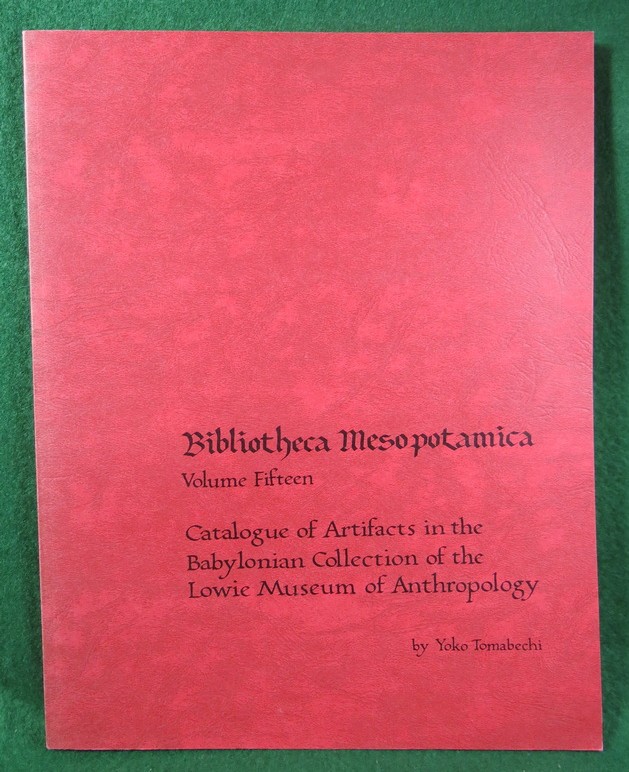 Bibliotheca Mesopotamica
Volume Fifteen
Catalogue of Artifacts in the
Babylonian Collection of the
Lowie Museum of Anthropology
by Yoko Tomabechi